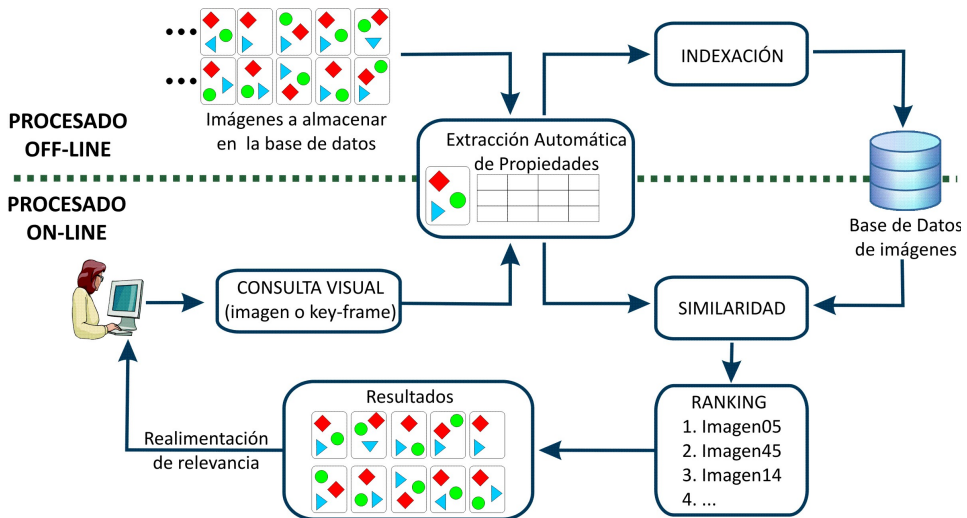 Imágenes a almacenar
en la base de datos
PROCESADO
OFF-LINE
Extracción Automática
de Propiedades
INDEXACIÓN
Base de Datos
de imágenes
PROCESADO
ON-LINE
CONSULTA VISUAL
(imagen o key-frame)
SIMILARIDAD
RANKING
1. Imagen05
2. Imagen45
3. Imagen14
4. ...
Resultados
Realimentación
de relevancia